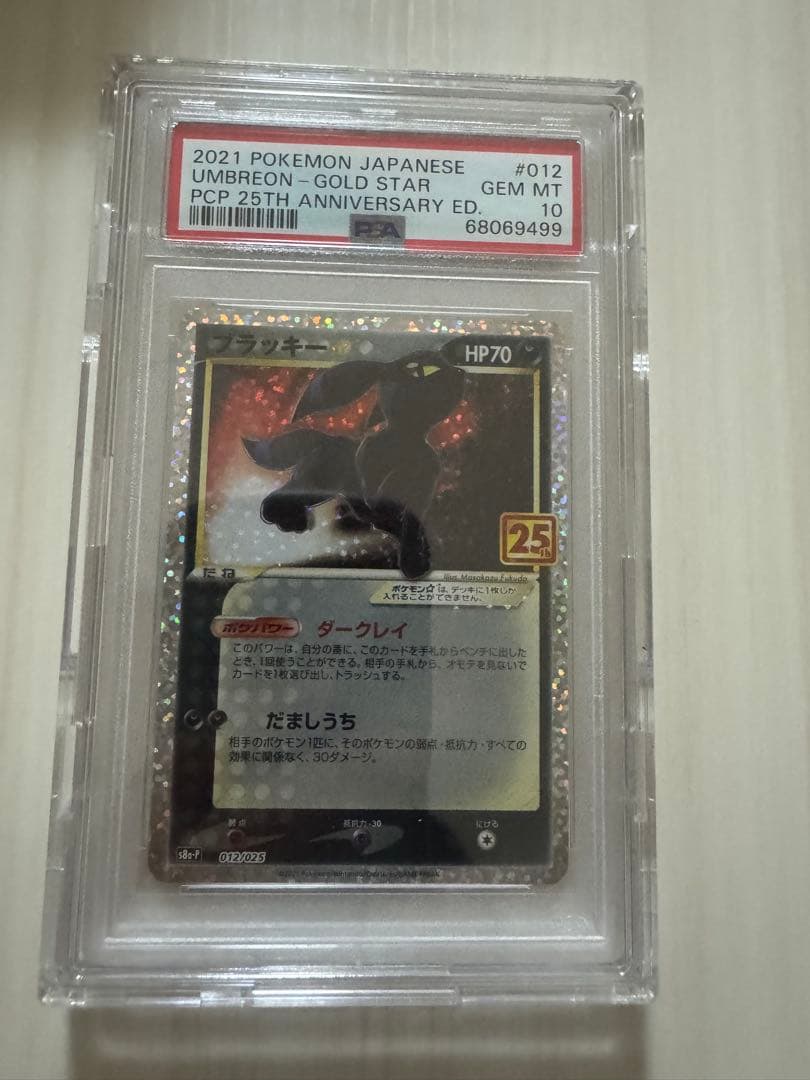 2021 POKEMON JAPANESE #012
UMBREON - GOLD STAR GEM MT
PCP 25TH ANNIVERSARY ED. 10
PSA 68069499
ブラッキー☆ HP70
25th
たね
illus. Masakazu Fukuda
ポケモン☆は、デッキに1枚しか
入れることができません。
ポケパワー ダークレイ
このパワーは、自分の番に、このカードを手札からベンチに出した
とき、1回使うことができる。相手の手札から、オモテを見ないで
カードを1枚選び出し、トラッシュする。
だましうち
相手のポケモン1匹に、そのポケモンの弱点・抵抗力・すべての
効果に関係なく、30ダメージ。
弱点 抵抗力 -30 にげる
s8a-P 012/025
©2021 Pokémon/Nintendo/Creatures/GAME FREAK